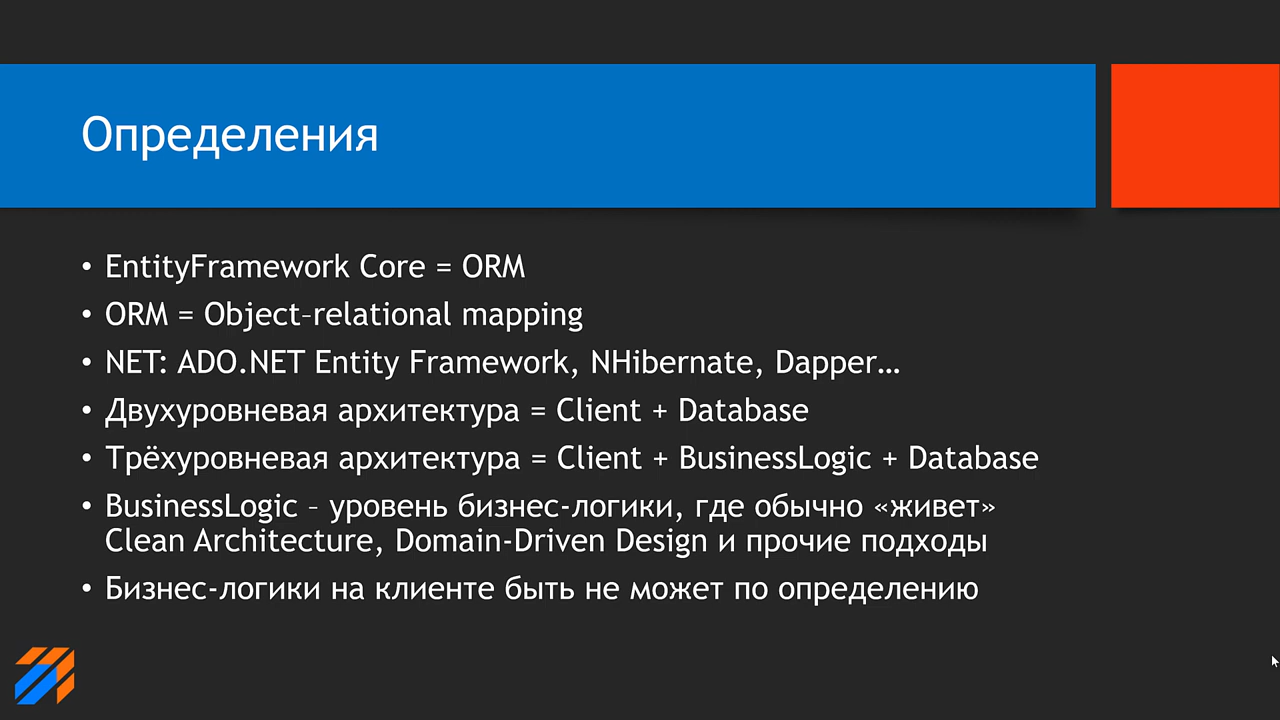 Определения
• EntityFramework Core = ORM
• ORM = Object–relational mapping
• NET: ADO.NET Entity Framework, NHibernate, Dapper…
• Двухуровневая архитектура = Client + Database
• Трёхуровневая архитектура = Client + BusinessLogic + Database
• BusinessLogic – уровень бизнес-логики, где обычно «живет»
Clean Architecture, Domain-Driven Design и прочие подходы
• Бизнес-логики на клиенте быть не может по определению